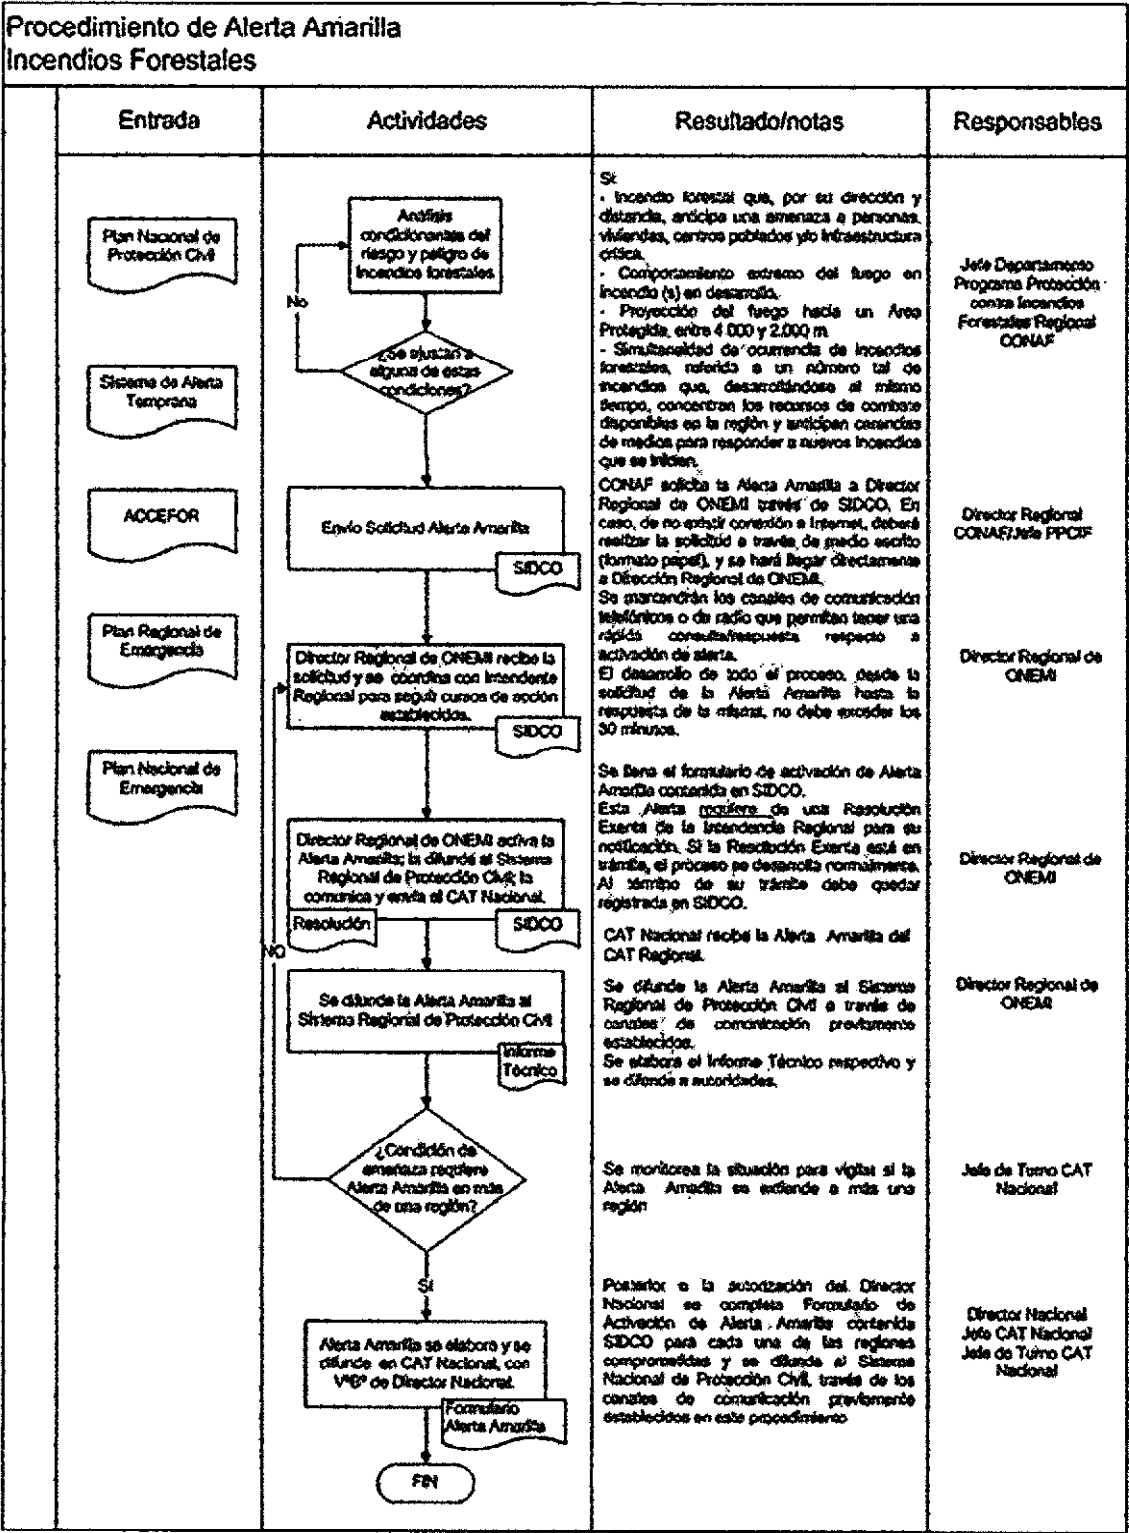 Procedimiento de Alerta Amarilla
Incendios Forestales
Entrada
Actividades
Resultado/notas
Responsables
Plan Nacional de
Protección Civil
Sistema de Alerta
Temprana
ACCEFOR
Plan Regional de
Emergencia
Plan Nacional de
Emergencia
Análisis
condicionantes del
riesgo y peligro de
incendios forestales
No
¿Se ajustan a
alguna de estas
condiciones?
Envío Solicitud Alerta Amarilla
SIDCO
Director Regional de ONEMI recibe la
solicitud y se coordina con Intendente
Regional para seguir cursos de acción
establecidos.
SIDCO
Director Regional de ONEMI activa la
Alerta Amarilla; la difunde al Sistema
Regional de Protección Civil; la
comunica y envía al CAT Nacional.
Resolución
SIDCO
NO
Se difunde la Alerta Amarilla al
Sistema Regional de Protección Civil
Informe
Técnico
¿Condición de
amenaza requiere
Alerta Amarilla en más
de una región?
Sí
Alerta Amarilla se elabora y se
difunde en CAT Nacional, con
VºBº de Director Nacional.
Formulario
Alerta Amarilla
FIN
Si:
- Incendio forestal que, por su dirección y
distancia, anticipa una amenaza a personas,
viviendas, centros poblados y/o infraestructura
crítica.
- Comportamiento extremo del fuego en
incendio (s) en desarrollo.
- Proyección del fuego hacia un Area
Protegida, entre 4.000 y 2.000 m.
- Simultaneidad de ocurrencia de incendios
forestales, referida a un número tal de
incendios que, desarrollándose al mismo
tiempo, concentran los recursos de combate
disponibles en la región y anticipan carencias
de medios para responder a nuevos incendios
que se inicien.
CONAF solicita la Alerta Amarilla a Director
Regional de ONEMI través de SIDCO. En
caso, de no existir conexión a Internet, deberá
realizar la solicitud a través de medio escrito
(formato papel), y se hará llegar directamente
a Dirección Regional de ONEMI.
Se mantendrán los canales de comunicación
telefónicos o de radio que permitan tener una
rápida consulta/respuesta respecto a
activación de alerta.
El desarrollo de todo el proceso, desde la
solicitud de la Alerta Amarilla hasta la
respuesta de la misma, no debe exceder los
30 minutos.
Se llena el formulario de activación de Alerta
Amarilla contenida en SIDCO.
Esta Alerta requiere de una Resolución
Exenta de la Intendencia Regional para su
notificación. Si la Resolución Exenta está en
trámite, el proceso se desarrolla normalmente.
Al término de su trámite debe quedar
registrada en SIDCO.
CAT Nacional recibe la Alerta Amarilla del
CAT Regional.
Se difunde la Alerta Amarilla al Sistema
Regional de Protección Civil a través de
canales de comunicación previamente
establecidos.
Se elabora el Informe Técnico respectivo y
se difunde a autoridades.
Se monitorea la situación para vigilar si la
Alerta Amarilla se extiende a más una
región
Posterior a la autorización del Director
Nacional se completa Formulario de
Activación de Alerta Amarilla contenida
SIDCO para cada una de las regiones
comprometidas y se difunde al Sistema
Nacional de Protección Civil, través de los
canales de comunicación previamente
establecidos en este procedimiento
Jefe Departamento
Programa Protección
contra Incendios
Forestales Regional
CONAF
Director Regional
CONAF/Jefe PPCIF
Director Regional de
ONEMI
Director Regional de
ONEMI
Director Regional de
ONEMI
Jefe de Turno CAT
Nacional
Director Nacional
Jefe CAT Nacional
Jefe de Turno CAT
Nacional